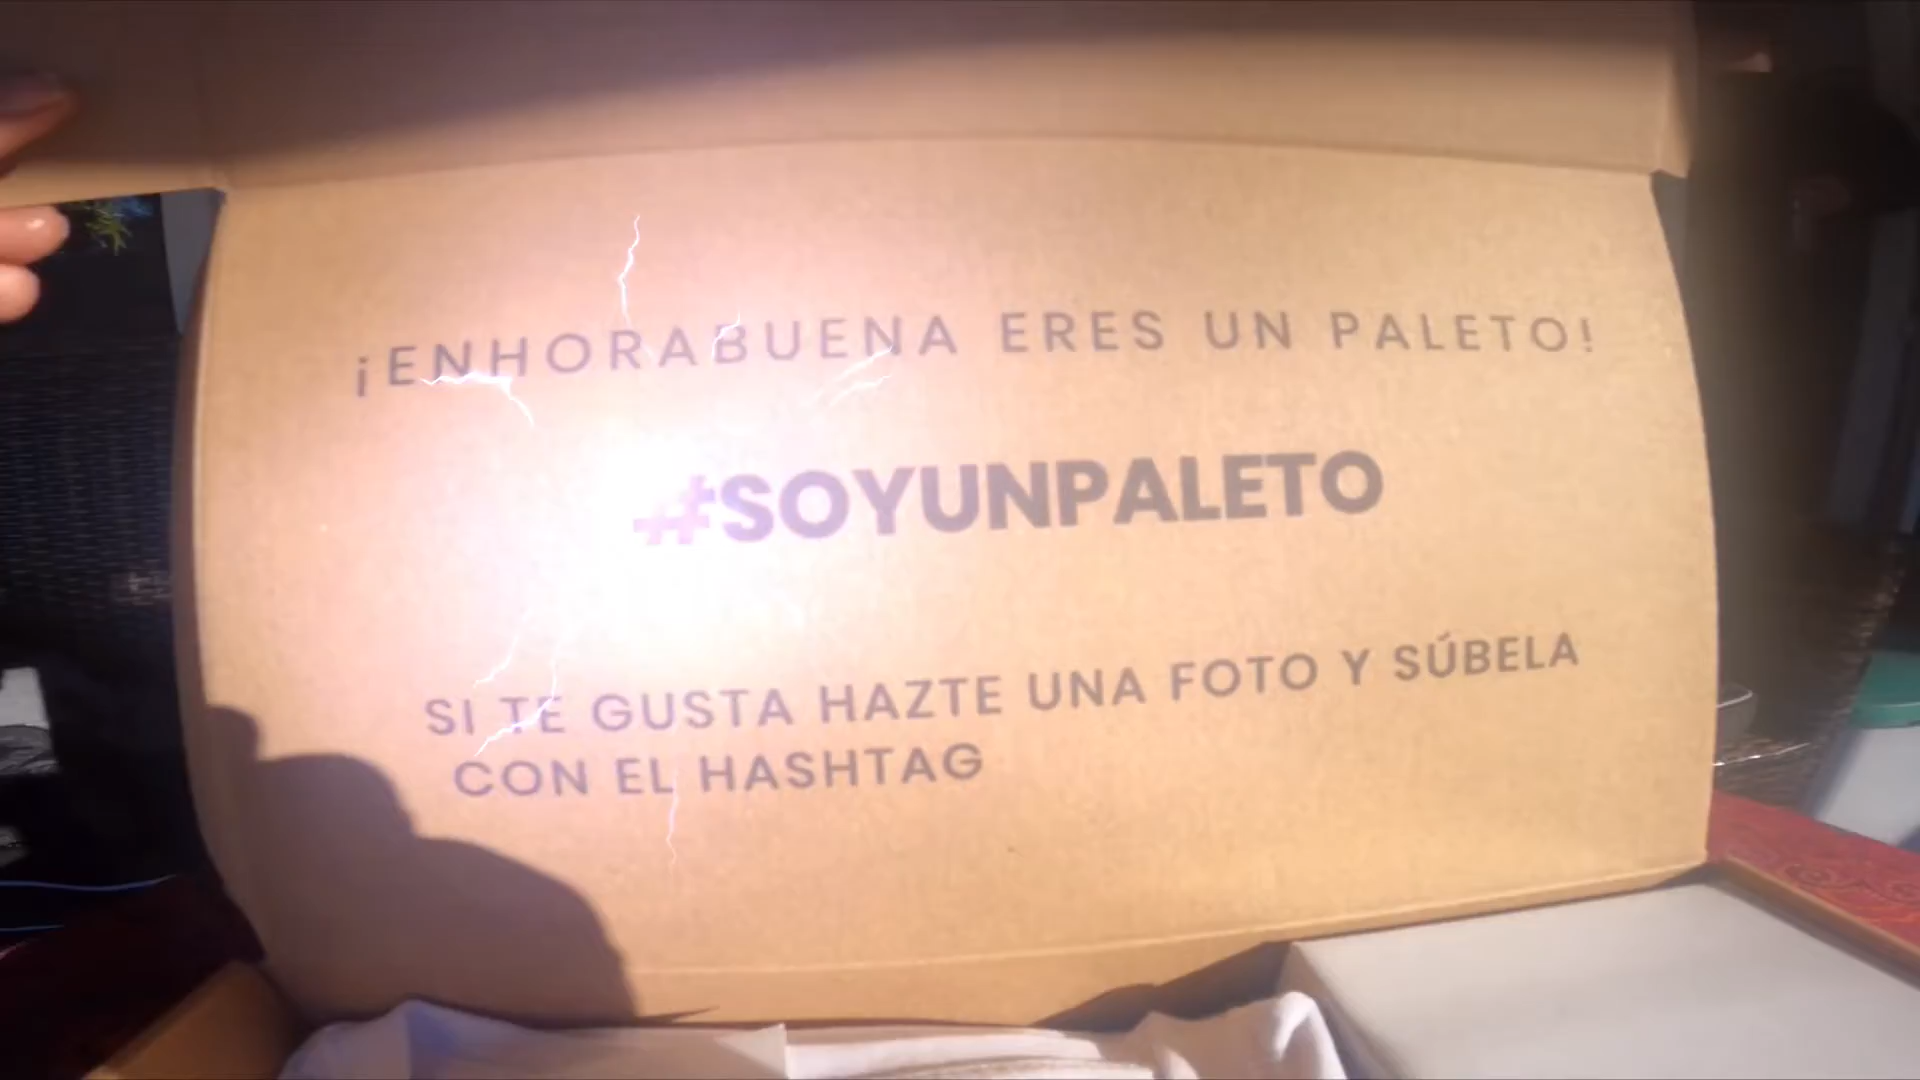 ¡ENHORABUENA ERES UN PALETO!
#SOYUNPALETO
SI TE GUSTA HAZTE UNA FOTO Y SÚBELA
CON EL HASHTAG